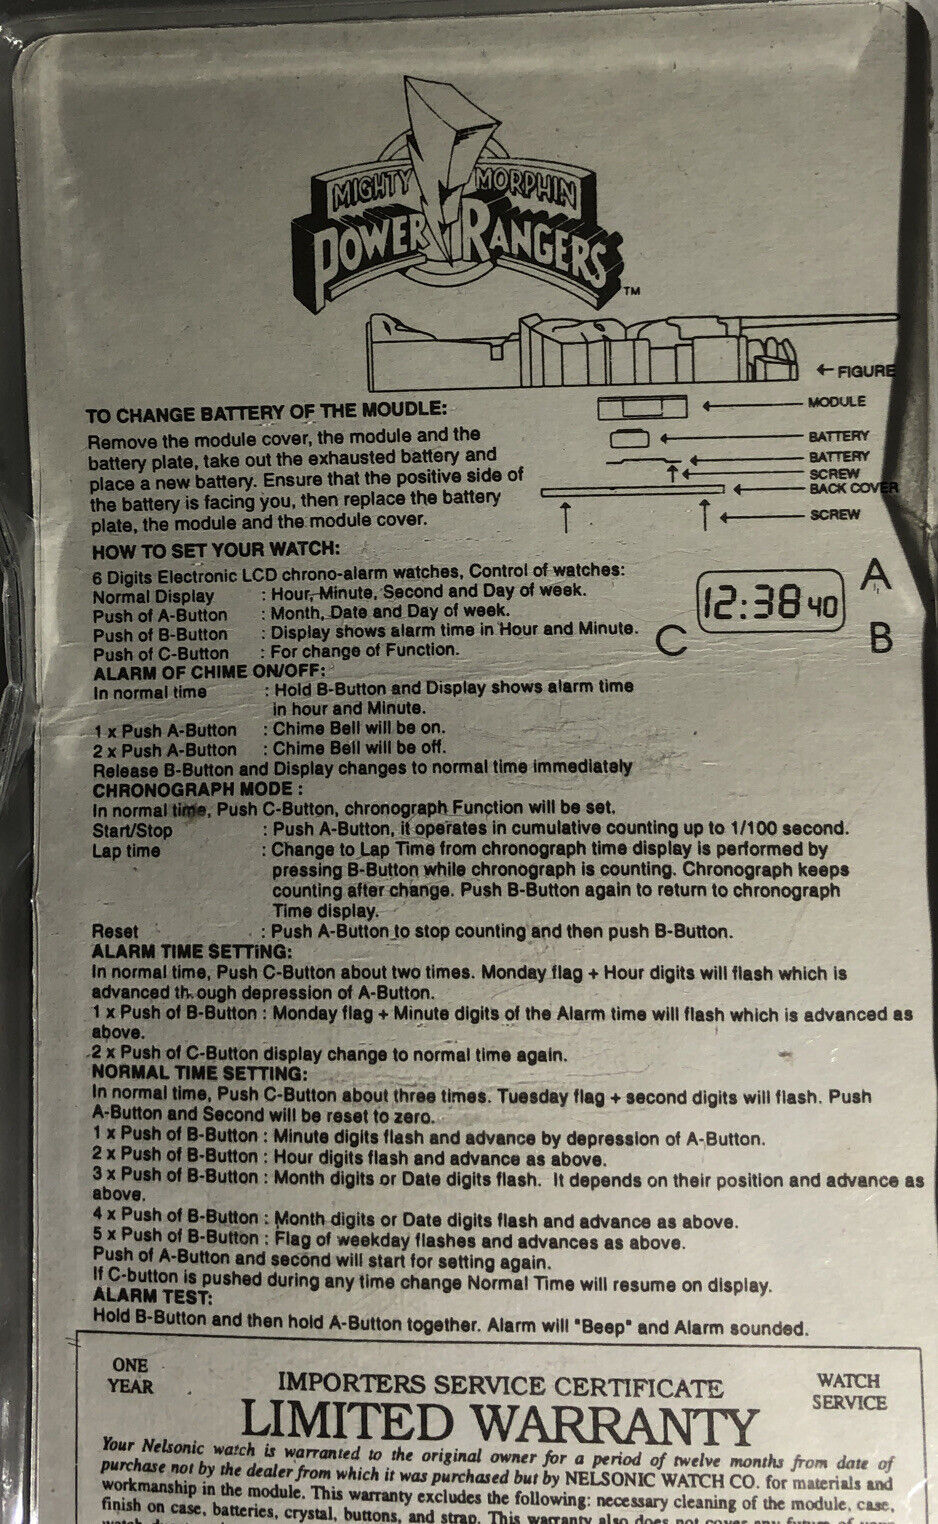 MIGHTY MORPHIN
POWER RANGERS
TM
FIGURE
MODULE
BATTERY
BATTERY
SCREW
BACK COVER
SCREW
TO CHANGE BATTERY OF THE MOUDLE:
Remove the module cover, the module and the
battery plate, take out the exhausted battery and
place a new battery. Ensure that the positive side of
the battery is facing you, then replace the battery
plate, the module and the module cover.
HOW TO SET YOUR WATCH:
6 Digits Electronic LCD chrono-alarm watches, Control of watches:
Normal Display : Hour, Minute, Second and Day of week.
Push of A-Button : Month, Date and Day of week.
Push of B-Button : Display shows alarm time in Hour and Minute.
Push of C-Button : For change of Function.
12:38 40
A
B
C
ALARM OF CHIME ON/OFF:
In normal time : Hold B-Button and Display shows alarm time
in hour and Minute.
1 x Push A-Button : Chime Bell will be on.
2 x Push A-Button : Chime Bell will be off.
Release B-Button and Display changes to normal time immediately
CHRONOGRAPH MODE :
In normal time, Push C-Button, chronograph Function will be set.
Start/Stop : Push A-Button, it operates in cumulative counting up to 1/100 second.
Lap time : Change to Lap Time from chronograph time display is performed by
pressing B-Button while chronograph is counting. Chronograph keeps
counting after change. Push B-Button again to return to chronograph
Time display.
Reset : Push A-Button to stop counting and then push B-Button.
ALARM TIME SETTING:
In normal time, Push C-Button about two times. Monday flag + Hour digits will flash which is
advanced th ough depression of A-Button.
1 x Push of B-Button : Monday flag + Minute digits of the Alarm time will flash which is advanced as
above.
2 x Push of C-Button display change to normal time again.
NORMAL TIME SETTING:
In normal time, Push C-Button about three times. Tuesday flag + second digits will flash. Push
A-Button and Second will be reset to zero.
1 x Push of B-Button : Minute digits flash and advance by depression of A-Button.
2 x Push of B-Button : Hour digits flash and advance as above.
3 x Push of B-Button : Month digits or Date digits flash. It depends on their position and advance as
above.
4 x Push of B-Button : Month digits or Date digits flash and advance as above.
5 x Push of B-Button : Flag of weekday flashes and advances as above.
Push of A-Button and second will start for setting again.
If C-button is pushed during any time change Normal Time will resume on display.
ALARM TEST:
Hold B-Button and then hold A-Button together. Alarm will "Beep" and Alarm sounded.
ONE
YEAR
IMPORTERS SERVICE CERTIFICATE
WATCH
SERVICE
LIMITED WARRANTY
Your Nelsonic watch is warranted to the original owner for a period of twelve months from date of
purchase not by the dealer from which it was purchased but by NELSONIC WATCH CO. for materials and
workmanship in the module. This warranty excludes the following: necessary cleaning of the module, case,
finish on case, batteries, crystal, buttons, and strap. This warranty also does not cover any